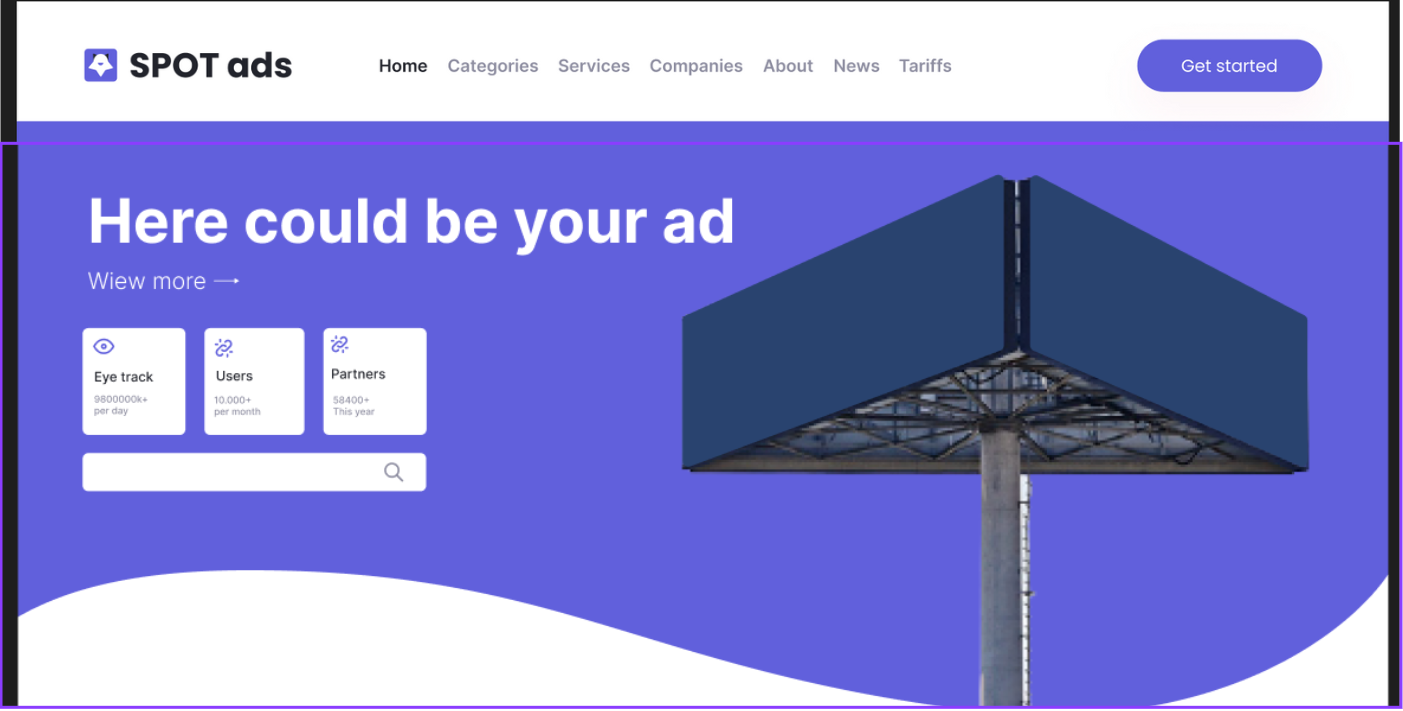 SPOT ads
Home Categories Services Companies About News Tariffs
Get started
Here could be your ad
Wiew more →
Eye track
9800000k+
per day
Users
10.000+
per month
Partners
58400+
This year